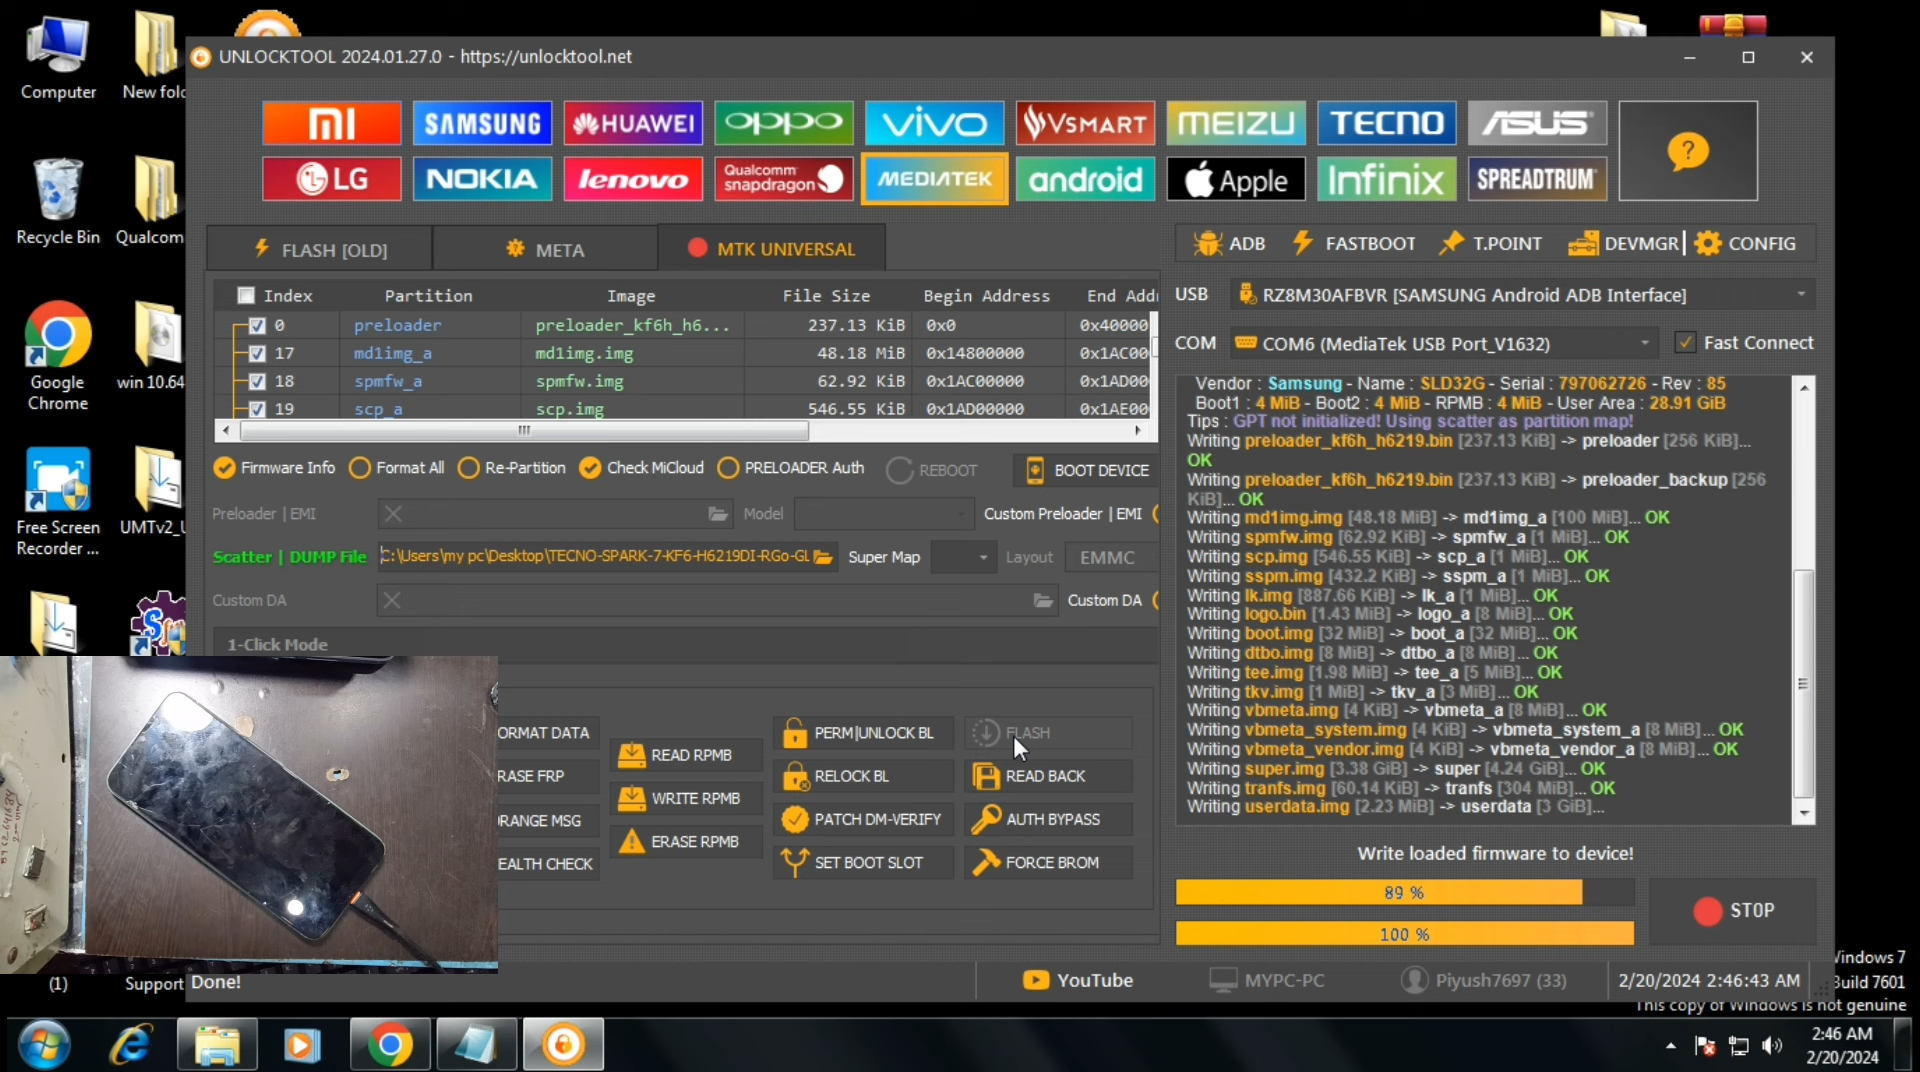 Computer
New fold
Recycle Bin
Qualcom
Google
Chrome
win 10.64
Free Screen
Recorder ...
UMTv2_U
(1)
Support
UNLOCKTOOL 2024.01.27.0 - https://unlocktool.net
mi SAMSUNG HUAWEI oppo vivo VSMART MEIZU TECNO ASUS ?
LG NOKIA lenovo Qualcomm snapdragon MEDIATEK android Apple Infinix SPREADTRUM
FLASH [OLD] META MTK UNIVERSAL
ADB FASTBOOT T.POINT DEVMGR CONFIG
Index Partition Image File Size Begin Address End Addr
0 preloader preloader_kf6h_h6... 237.13 KiB 0x0 0x40000
17 md1img_a md1img.img 48.18 MiB 0x14800000 0x1AC00
18 spmfw_a spmfw.img 62.92 KiB 0x1AC00000 0x1AD00
19 scp_a scp.img 546.55 KiB 0x1AD00000 0x1AE00
Firmware Info Format All Re-Partition Check MiCloud PRELOADER Auth REBOOT BOOT DEVICE
Preloader | EMI Model Custom Preloader | EMI
Scatter | DUMP File C:\Users\my pc\Desktop\TECNO-SPARK-7-KF6-H6219DI-RGo-GL Super Map Layout EMMC
Custom DA Custom DA
1-Click Mode
ORMAT DATA
RASE FRP
ORANGE MSG
EALTH CHECK
READ RPMB
WRITE RPMB
ERASE RPMB
PERM|UNLOCK BL
RELOCK BL
PATCH DM-VERIFY
SET BOOT SLOT
FLASH
READ BACK
AUTH BYPASS
FORCE BROM
USB RZ8M30AFBVR [SAMSUNG Android ADB Interface]
COM COM6 (MediaTek USB Port_V1632) Fast Connect
Vendor : Samsung - Name : SLD32G - Serial : 797062726 - Rev : 85
Boot1 : 4 MiB - Boot2 : 4 MiB - RPMB : 4 MiB - User Area : 28.91 GiB
Tips : GPT not initialized! Using scatter as partition map!
Writing preloader_kf6h_h6219.bin [237.13 KiB] -> preloader [256 KiB]...
OK
Writing preloader_kf6h_h6219.bin [237.13 KiB] -> preloader_backup [256
KiB]... OK
Writing md1img.img [48.18 MiB] -> md1img_a [100 MiB]... OK
Writing spmfw.img [62.92 KiB] -> spmfw_a [1 MiB]... OK
Writing scp.img [546.55 KiB] -> scp_a [1 MiB]... OK
Writing sspm.img [432.2 KiB] -> sspm_a [1 MiB]... OK
Writing lk.img [887.66 KiB] -> lk_a [1 MiB]... OK
Writing logo.bin [1.43 MiB] -> logo_a [8 MiB]... OK
Writing boot.img [32 MiB] -> boot_a [32 MiB]... OK
Writing dtbo.img [8 MiB] -> dtbo_a [8 MiB]... OK
Writing tee.img [1.98 MiB] -> tee_a [5 MiB]... OK
Writing tkv.img [1 MiB] -> tkv_a [3 MiB]... OK
Writing vbmeta.img [4 KiB] -> vbmeta_a [8 MiB]... OK
Writing vbmeta_system.img [4 KiB] -> vbmeta_system_a [8 MiB]... OK
Writing vbmeta_vendor.img [4 KiB] -> vbmeta_vendor_a [8 MiB]... OK
Writing super.img [3.38 GiB] -> super [4.24 GiB]... OK
Writing tranfs.img [60.14 KiB] -> tranfs [304 MiB]... OK
Writing userdata.img [2.23 MiB] -> userdata [3 GiB]...
Write loaded firmware to device!
89 %
100 %
STOP
Done! YouTube MYPC-PC Piyush7697 (33) 2/20/2024 2:46:43 AM
Windows 7
Build 7601
This copy of Windows is not genuine
2:46 AM
2/20/2024